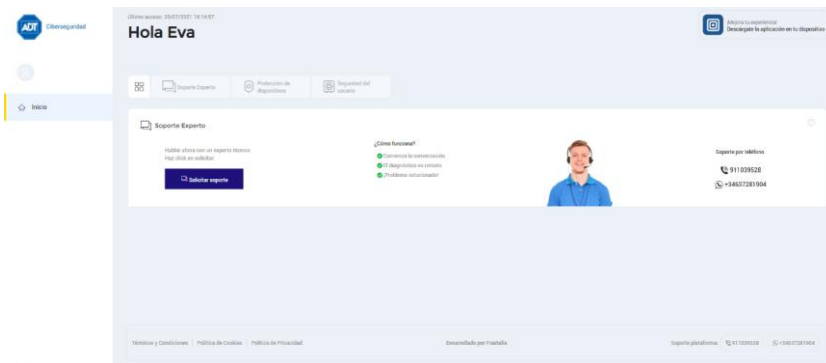 ADT
Ciberseguridad
Último acceso: 20/07/2021 16:14:57
Hola Eva
Mejora tu experiencia
Descárgate la aplicación en tu dispositivo
Inicio
Soporte Experto
Protección de
dispositivos
Seguridad del
usuario
Soporte Experto
Hablar ahora con un experto técnico
Haz click en solicitar
Solicitar soporte
¿Cómo funciona?
Comienza la conversación
El diagnóstico es remoto
¡Problema solucionado!
Soporte por teléfono
911039528
+34637281904
Términos y Condiciones | Política de Cookies | Política de Privacidad
Desarrollado por Fractalia
Soporte plataforma: 911039528 +34637281904